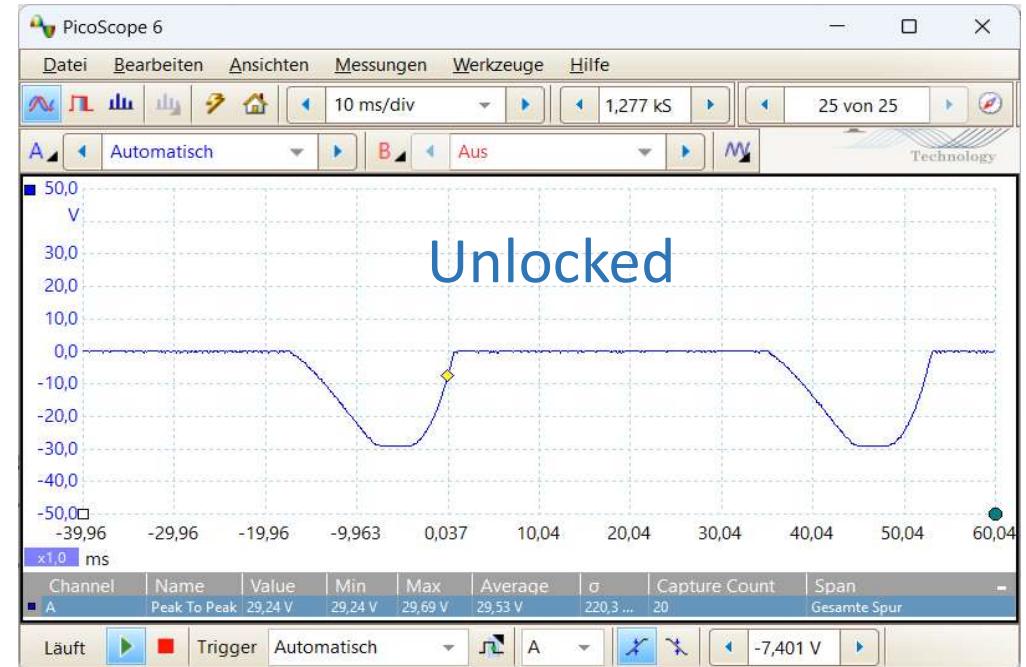 PicoScope 6
Datei Bearbeiten Ansichten Messungen Werkzeuge Hilfe
10 ms/div 1,277 kS 25 von 25
A Automatisch B Aus
Technology
50,0
V
Unlocked
30,0
20,0
10,0
0,0
-10,0
-20,0
-30,0
-40,0
-50,0
-39,96 -29,96 -19,96 -9,963 0,037 10,04 20,04 30,04 40,04 50,04 60,04
x1,0 ms
Channel Name Value Min Max Average σ Capture Count Span
A Peak To Peak 29,24 V 29,24 V 29,69 V 29,53 V 220,3 ... 20 Gesamte Spur
Läuft Trigger Automatisch A -7,401 V